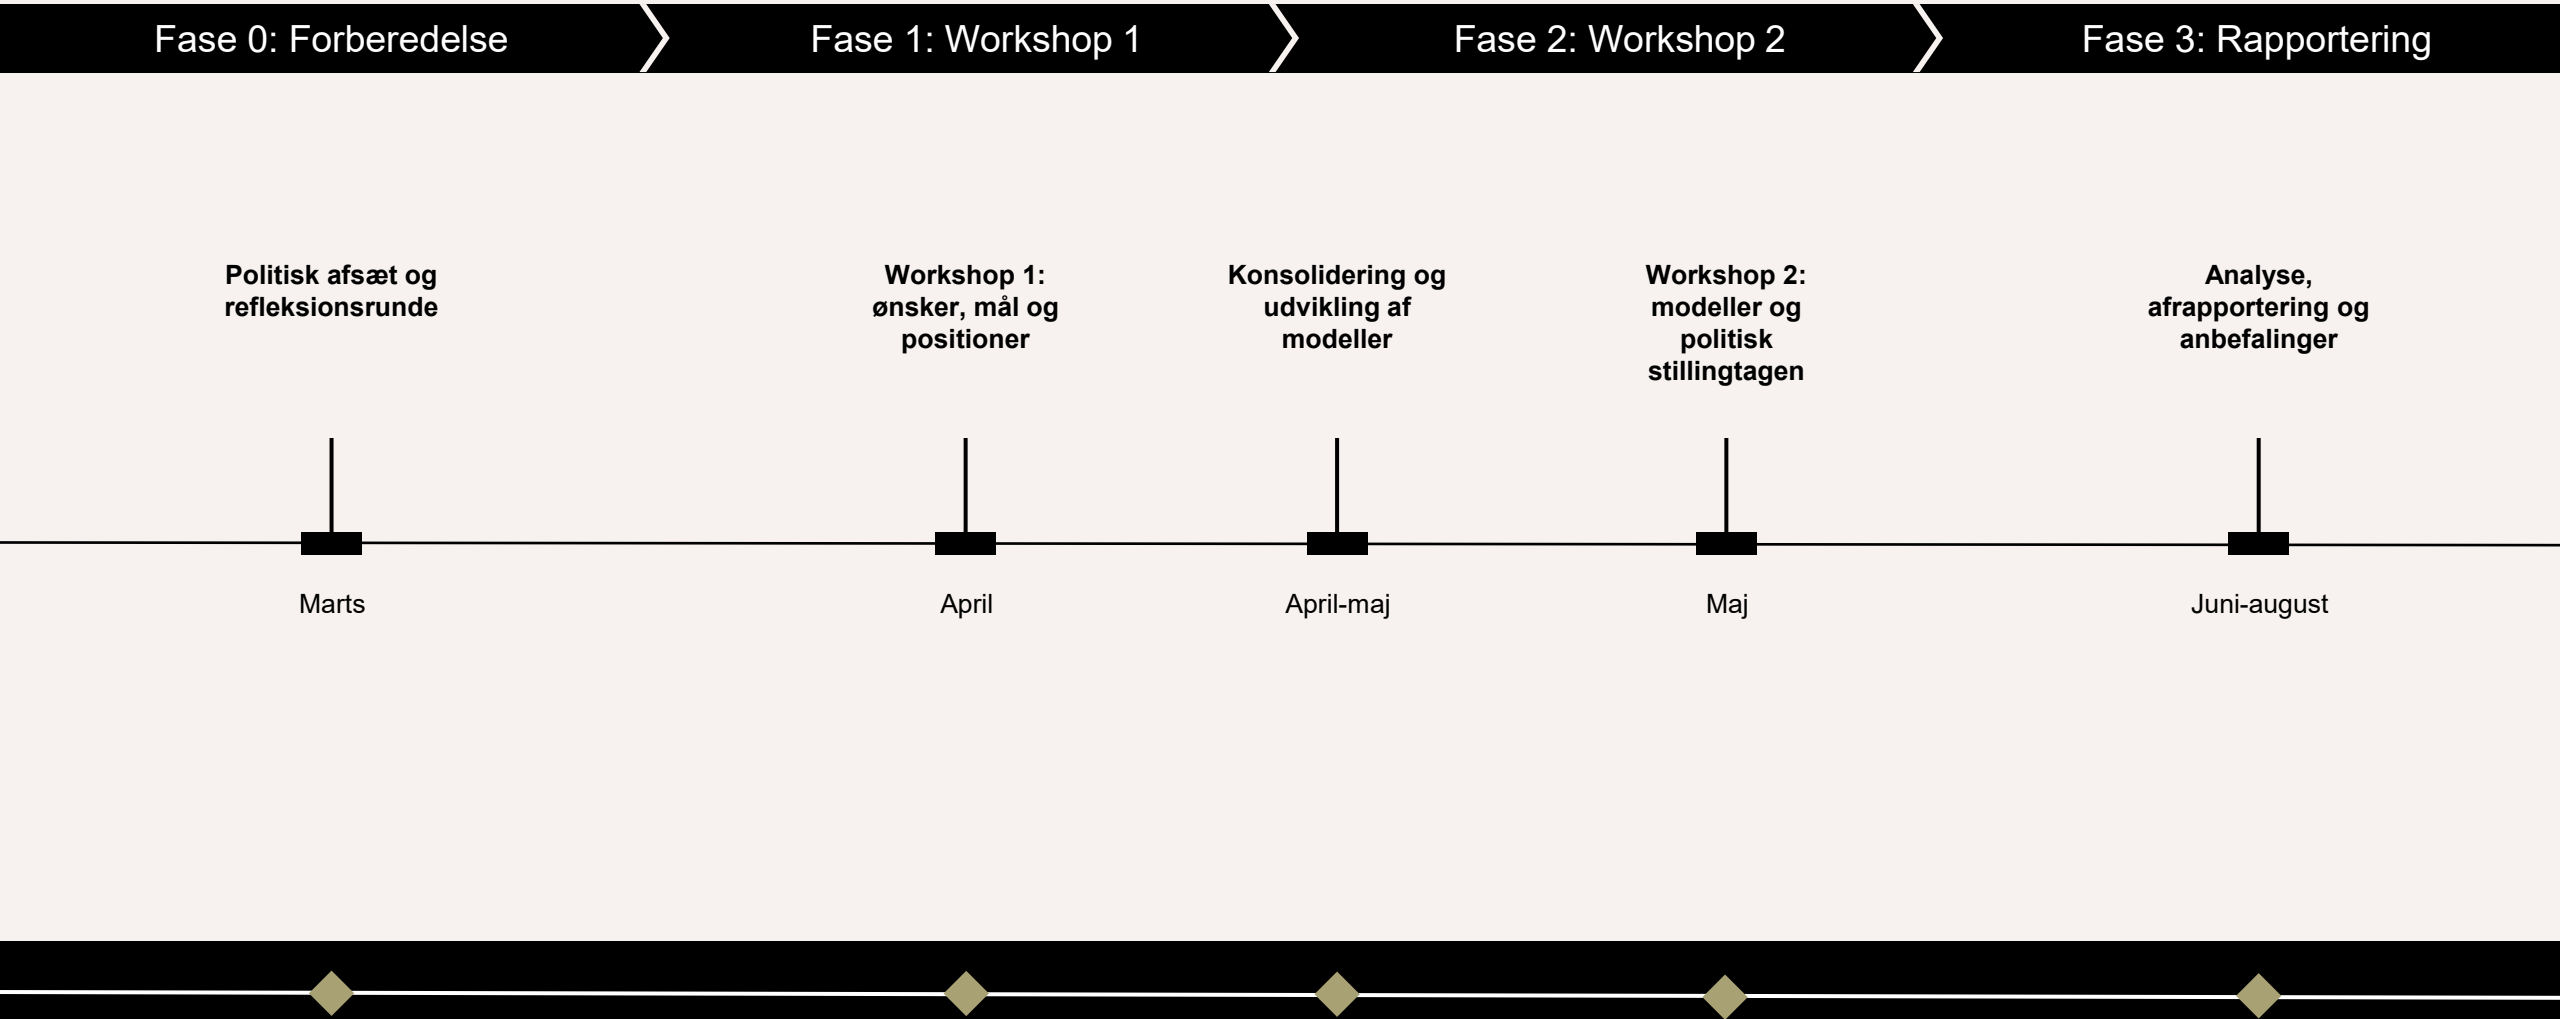 Fase 0: Forberedelse
Fase 1: Workshop 1
Fase 2: Workshop 2
Fase 3: Rapportering
Politisk afsæt og
refleksionsrunde
Workshop 1:
ønsker, mål og
positioner
Konsolidering og
udvikling af
modeller
Workshop 2:
modeller og
politisk
stillingtagen
Analyse,
afrapportering og
anbefalinger
Marts
April
April-maj
Maj
Juni-august